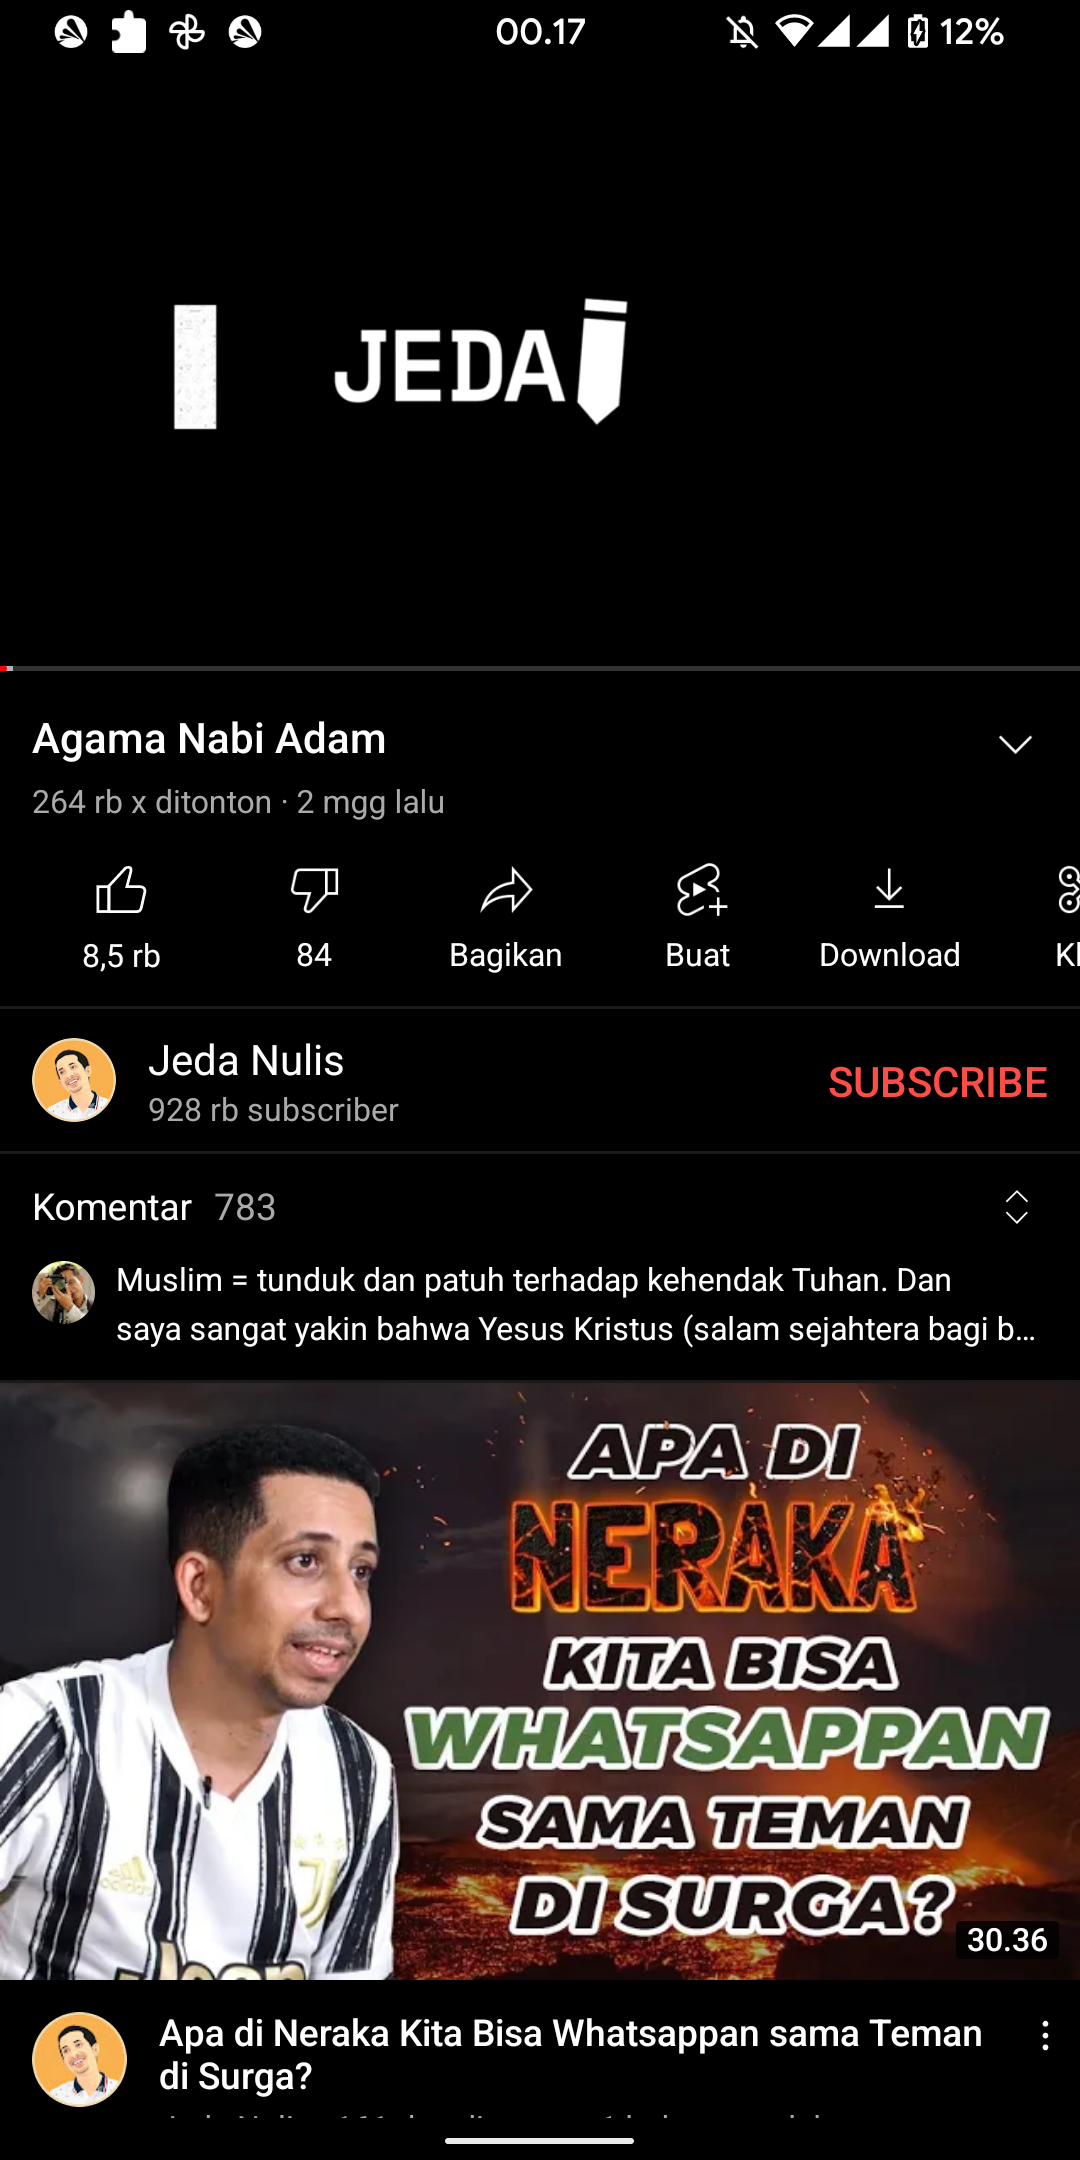 00.17
12%
JEDA
Agama Nabi Adam
264 rb x ditonton · 2 mgg lalu
8,5 rb
84
Bagikan
Buat
Download
Jeda Nulis
928 rb subscriber
SUBSCRIBE
Komentar 783
Muslim = tunduk dan patuh terhadap kehendak Tuhan. Dan
saya sangat yakin bahwa Yesus Kristus (salam sejahtera bagi b...
APA DI
NERAKA
KITA BISA
WHATSAPPAN
SAMA TEMAN
DI SURGA?
30.36
Apa di Neraka Kita Bisa Whatsappan sama Teman
di Surga?